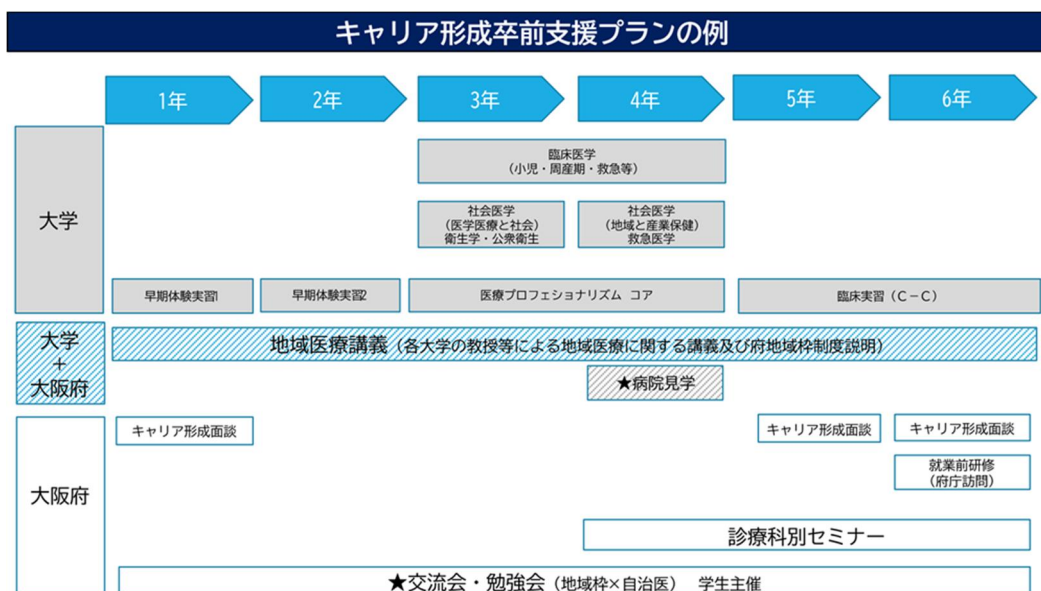 キャリア形成卒前支援プランの例
1年
2年
3年
4年
5年
6年
大学
臨床医学
(小児・周産期・救急等)
社会医学
(医学医療と社会)
衛生学・公衆衛生
社会医学
(地域と産業保健)
救急医学
早期体験実習1
早期体験実習2
医療プロフェショナリズム コア
臨床実習(C-C)
大学
+
大阪府
地域医療講義(各大学の教授等による地域医療に関する講義及び府地域枠制度説明)
★病院見学
大阪府
キャリア形成面談
キャリア形成面談
キャリア形成面談
就業前研修
(府庁訪問)
診療科別セミナー
★交流会・勉強会(地域枠×自治医) 学生主催